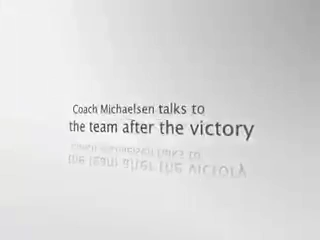 Coach Michaelsen talks to
the team after the victory